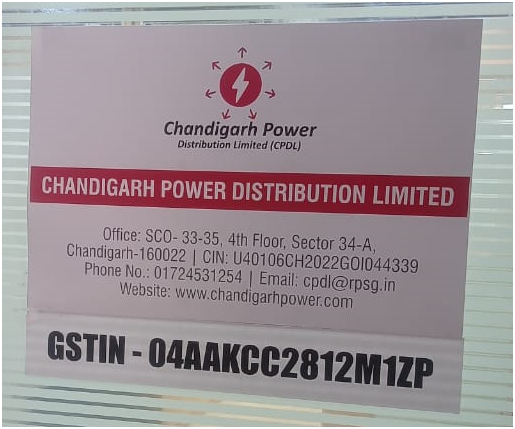 Chandigarh Power
Distribution Limited (CPDL)
CHANDIGARH POWER DISTRIBUTION LIMITED
Office: SCO- 33-35, 4th Floor, Sector 34-A,
Chandigarh-160022 | CIN: U40106CH2022GOI044339
Phone No.: 01724531254 | Email: cpdl@rpsg.in
Website: www.chandigarhpower.com
GSTIN - 04AAKCC2812M1ZP